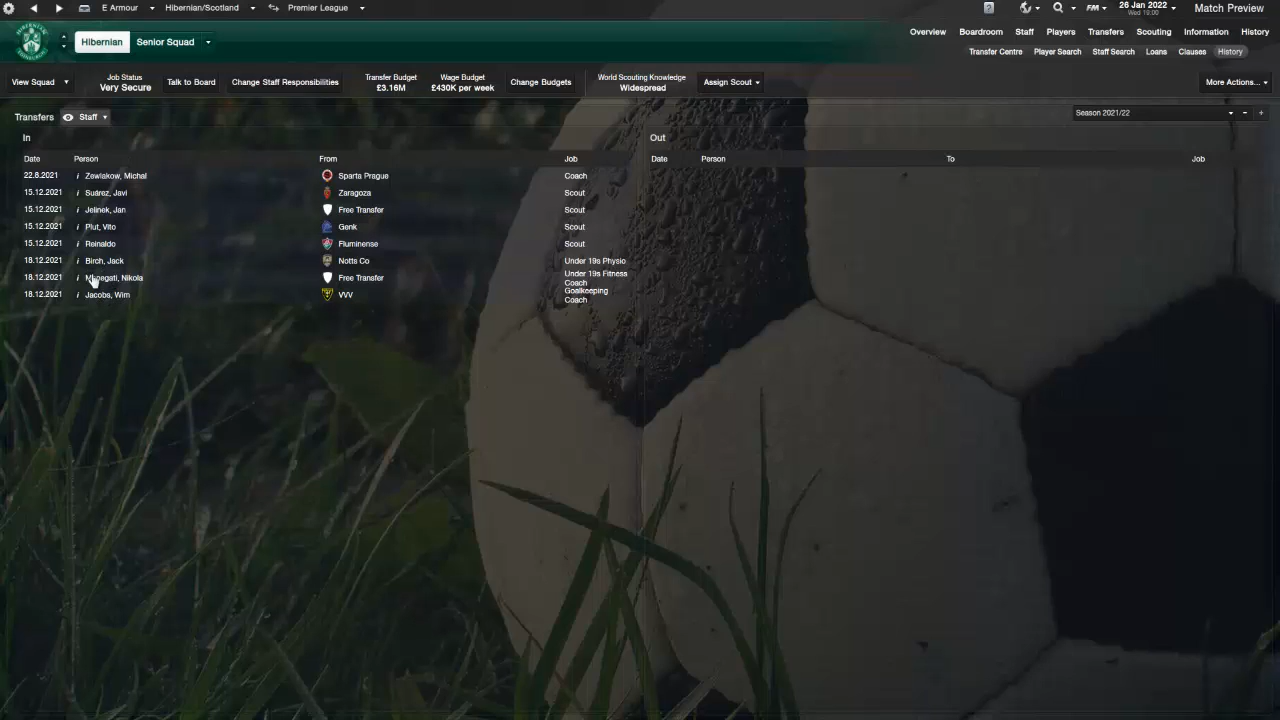 E Armour Hibernian/Scotland Premier League FM 26 Jan 2022 Wed 19:00 Match Preview
HIBERNIAN
Hibernian Senior Squad
Overview Boardroom Staff Players Transfers Scouting Information History
Transfer Centre Player Search Staff Search Loans Clauses History
View Squad Job Status Very Secure Talk to Board Change Staff Responsibilities Transfer Budget £3.16M Wage Budget £430K per week Change Budgets World Scouting Knowledge Widespread Assign Scout More Actions...
Transfers Staff Season 2021/22
In Out
Date Person From Job Date Person To Job
22.8.2021 i Zewlakow, Michal Sparta Prague Coach
15.12.2021 i Suárez, Javi Zaragoza Scout
15.12.2021 i Jelinek, Jan Free Transfer Scout
15.12.2021 i Plut, Vito Genk Scout
15.12.2021 i Reinaldo Fluminense Scout
18.12.2021 i Birch, Jack Notts Co Under 19s Physio
18.12.2021 i Nikola Free Transfer Under 19s Fitness Coach
18.12.2021 i Jacobs, Wim VVV Goalkeeping Coach